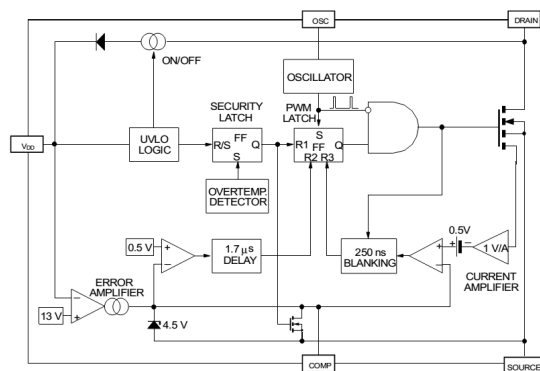 OSC
DRAIN
ON/OFF
OSCILLATOR
SECURITY
LATCH
PWM
LATCH
VDD
UVLO
LOGIC
R/S
FF
Q
S
R1
S
FF
R2 R3
Q
OVERTEMP.
DETECTOR
0.5 V
+
−
1.7 μs
DELAY
250 ns
BLANKING
+
−
0.5V
+
−
1 V/A
CURRENT
AMPLIFIER
ERROR
AMPLIFIER
−
+
13 V
4.5 V
COMP
SOURCE